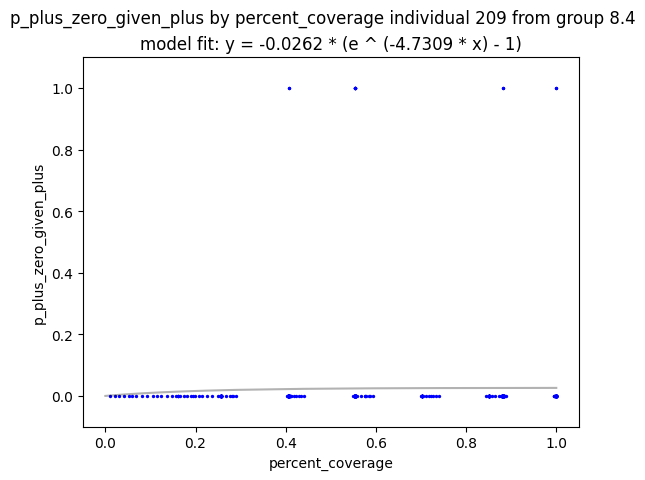 p_plus_zero_given_plus by percent_coverage individual 209 from group 8.4
model fit: y = -0.0262 * (e ^ (-4.7309 * x) - 1)
1.0
0.8
0.6
0.4
0.2
0.0
p_plus_zero_given_plus
0.0 0.2 0.4 0.6 0.8 1.0
percent_coverage